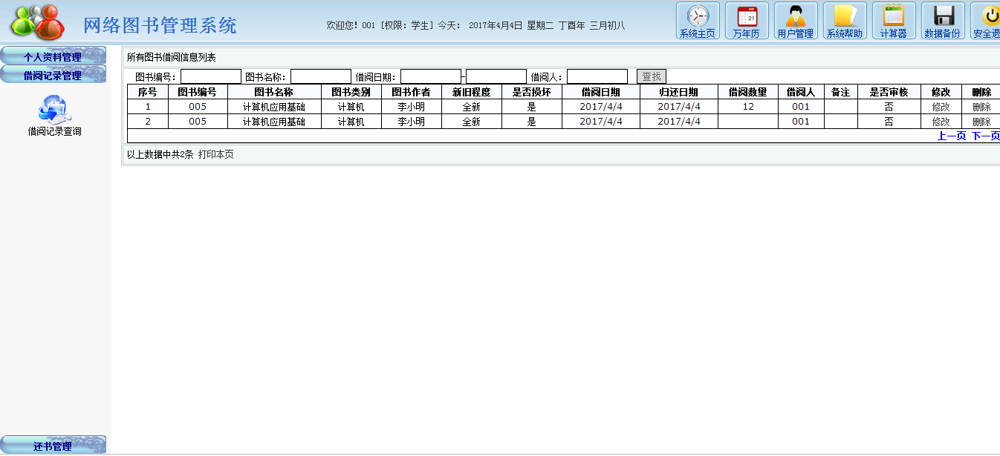 网络图书管理系统
欢迎您！001 [权限：学生] 今天： 2017年4月4日 星期二 丁酉年 三月初八
系统主页 万年历 用户管理 系统帮助 计算器 数据备份 安全退
APR 21
个人资料管理
借阅记录管理
借阅记录查询
还书管理
所有图书借阅信息列表
图书编号： 图书名称： 借阅日期： - 借阅人： 查找
序号 图书编号 图书名称 图书类别 图书作者 新旧程度 是否损坏 借阅日期 归还日期 借阅数量 借阅人 备注 是否审核 修改 删除
1 005 计算机应用基础 计算机 李小明 全新 是 2017/4/4 2017/4/4 12 001 否 修改 删除
2 005 计算机应用基础 计算机 李小明 全新 是 2017/4/4 2017/4/4 001 否 修改 删除
上一页 下一页
以上数据中共2条 打印本页